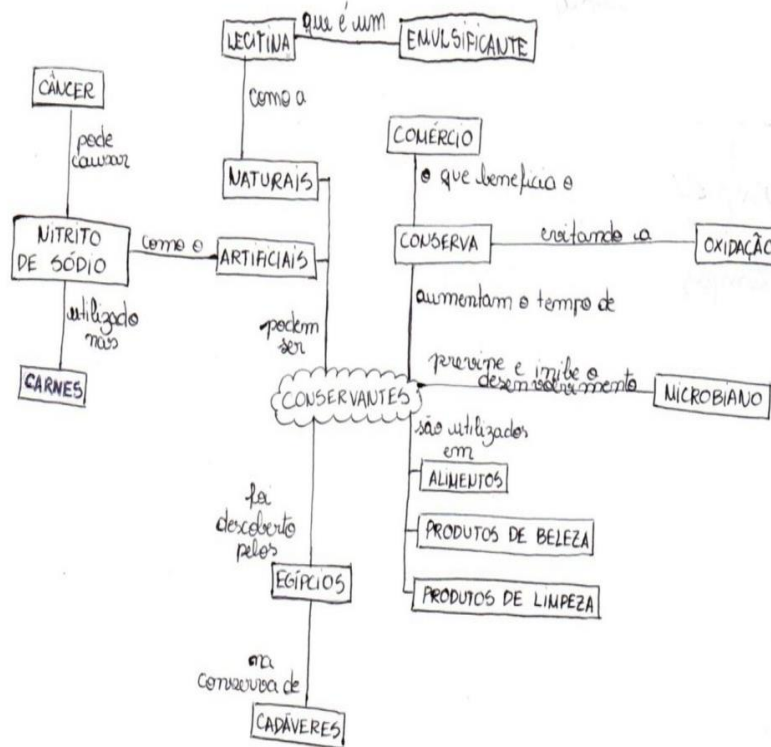 LECITINA
que é um
EMULSIFICANTE
CÂNCER
como a
pode
causar
COMÉRCIO
o que beneficia o
NATURAIS
NITRITO
DE SÓDIO
como o
ARTIFICIAIS
CONSERVA
evitando a
OXIDAÇÃO
utilizado
nas
podem
ser
aumentam o tempo de
CARNES
CONSERVANTES
previne e inibe o
desenvolvimento
MICROBIANO
são utilizados
em
ALIMENTOS
foi
descoberto
pelos
PRODUTOS DE BELEZA
EGÍPCIOS
PRODUTOS DE LIMPEZA
na
conserva de
CADÁVERES